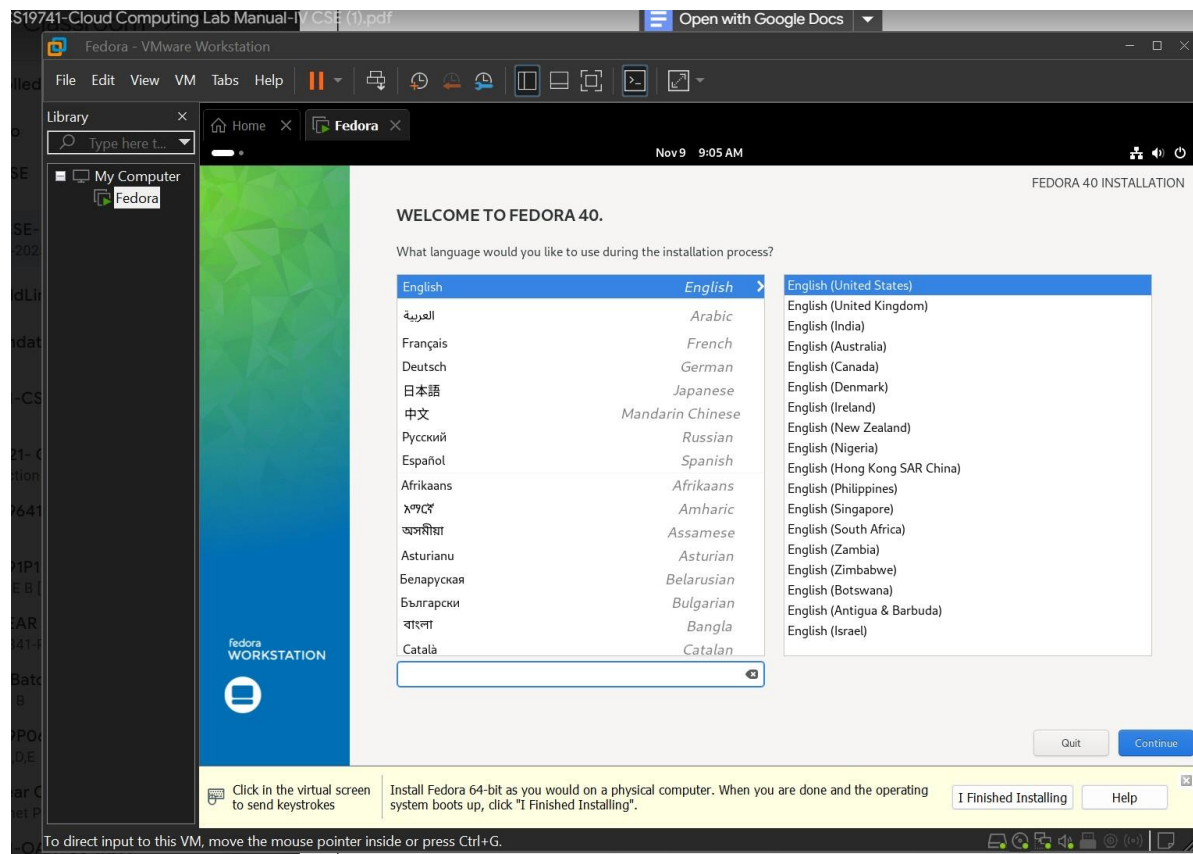 S19741-Cloud Computing Lab Manual-IV CSE (1).pdf
Open with Google Docs
Fedora - VMware Workstation
File Edit View VM Tabs Help
Library
Home
Fedora
Type here t...
Nov 9 9:05 AM
My Computer
Fedora
FEDORA 40 INSTALLATION
WELCOME TO FEDORA 40.
What language would you like to use during the installation process?
English English
العربية Arabic
Français French
Deutsch German
日本語 Japanese
中文 Mandarin Chinese
Русский Russian
Español Spanish
Afrikaans Afrikaans
አማርኛ Amharic
অসমীয়া Assamese
Asturianu Asturian
Беларуская Belarusian
Български Bulgarian
বাংলা Bangla
Català Catalan
English (United States)
English (United Kingdom)
English (India)
English (Australia)
English (Canada)
English (Denmark)
English (Ireland)
English (New Zealand)
English (Nigeria)
English (Hong Kong SAR China)
English (Philippines)
English (Singapore)
English (South Africa)
English (Zambia)
English (Zimbabwe)
English (Botswana)
English (Antigua & Barbuda)
English (Israel)
fedora
WORKSTATION
Quit
Continue
Click in the virtual screen
to send keystrokes
Install Fedora 64-bit as you would on a physical computer. When you are done and the operating
system boots up, click "I Finished Installing".
I Finished Installing
Help
To direct input to this VM, move the mouse pointer inside or press Ctrl+G.